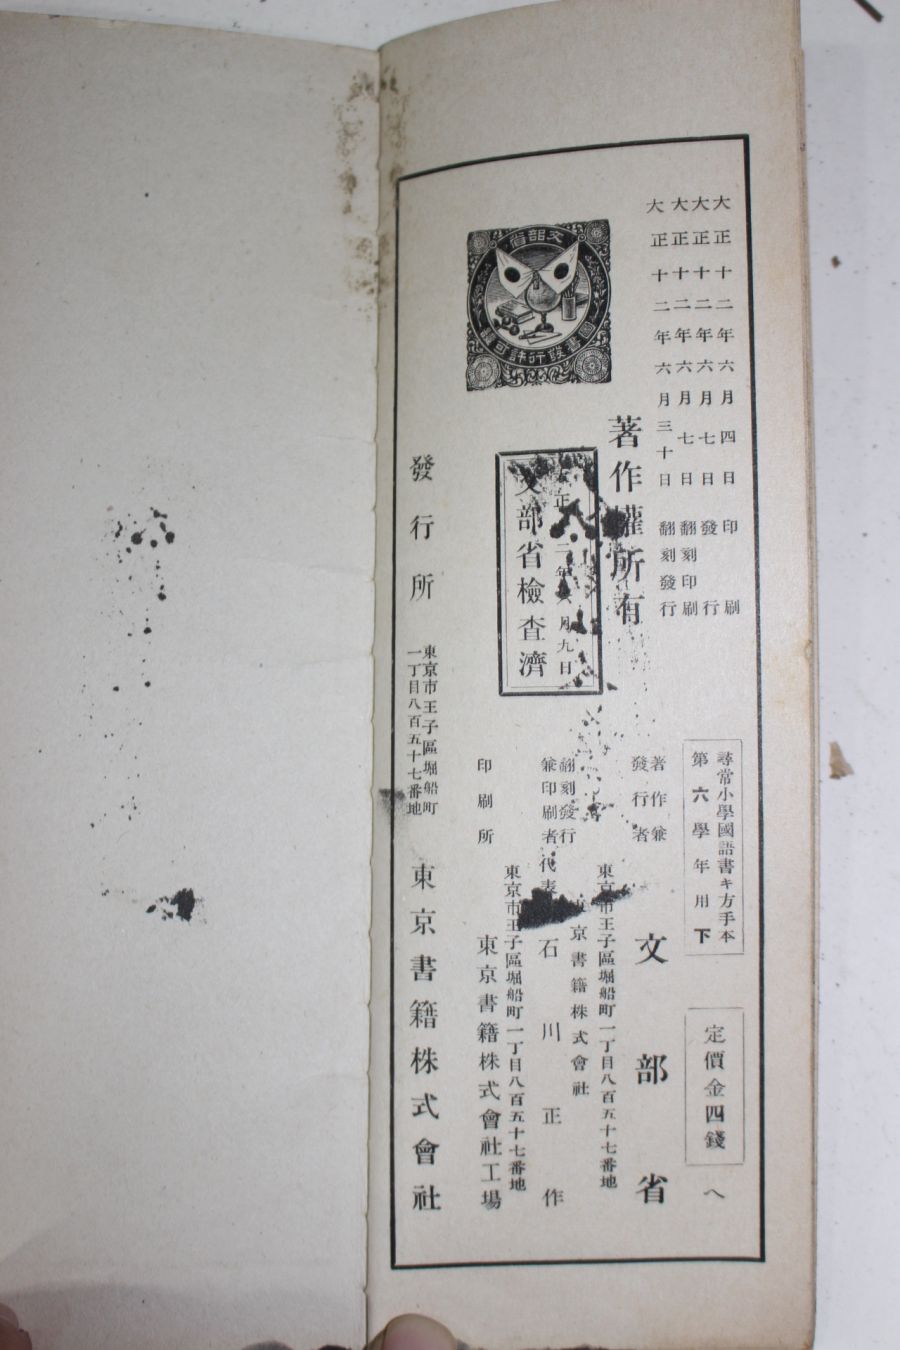 大正十二年六月四日印刷
大正十二年六月七日發行
大正十二年六月七日翻刻印刷
大正十二年六月三十日翻刻發行
尋常小學國語書キ方手本
第六學年用下
定價金四錢
へ
著作權所有
著作兼
發行者
文部省
翻刻發行
兼印刷者
東京市王子區堀船町一丁目八百五十七番地
京書籍株式會社
代表
石川正作
印刷所
東京市王子區堀船町一丁目八百五十七番地
東京書籍株式會社工場
文部省
圖書發行許可證
正 二年 月九日
文部省檢査濟
發行所
東京市王子區堀船町
一丁目八百五十七番地
東京書籍株式會社